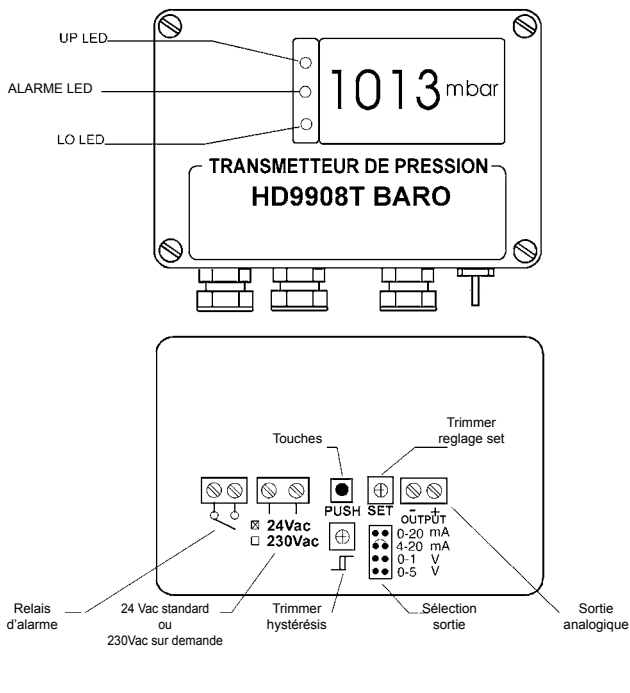 UP LED
ALARME LED
LO LED
1013 mbar
TRANSMETTEUR DE PRESSION
HD9908T BARO
Trimmer
reglage set
Touches
PUSH SET - +
OUTPUT
24Vac
230Vac
0-20 mA
4-20 mA
0-1 V
0-5 V
Relais
d'alarme
24 Vac standard
ou
230Vac sur demande
Trimmer
hystérésis
Sélection
sortie
Sortie
analogique